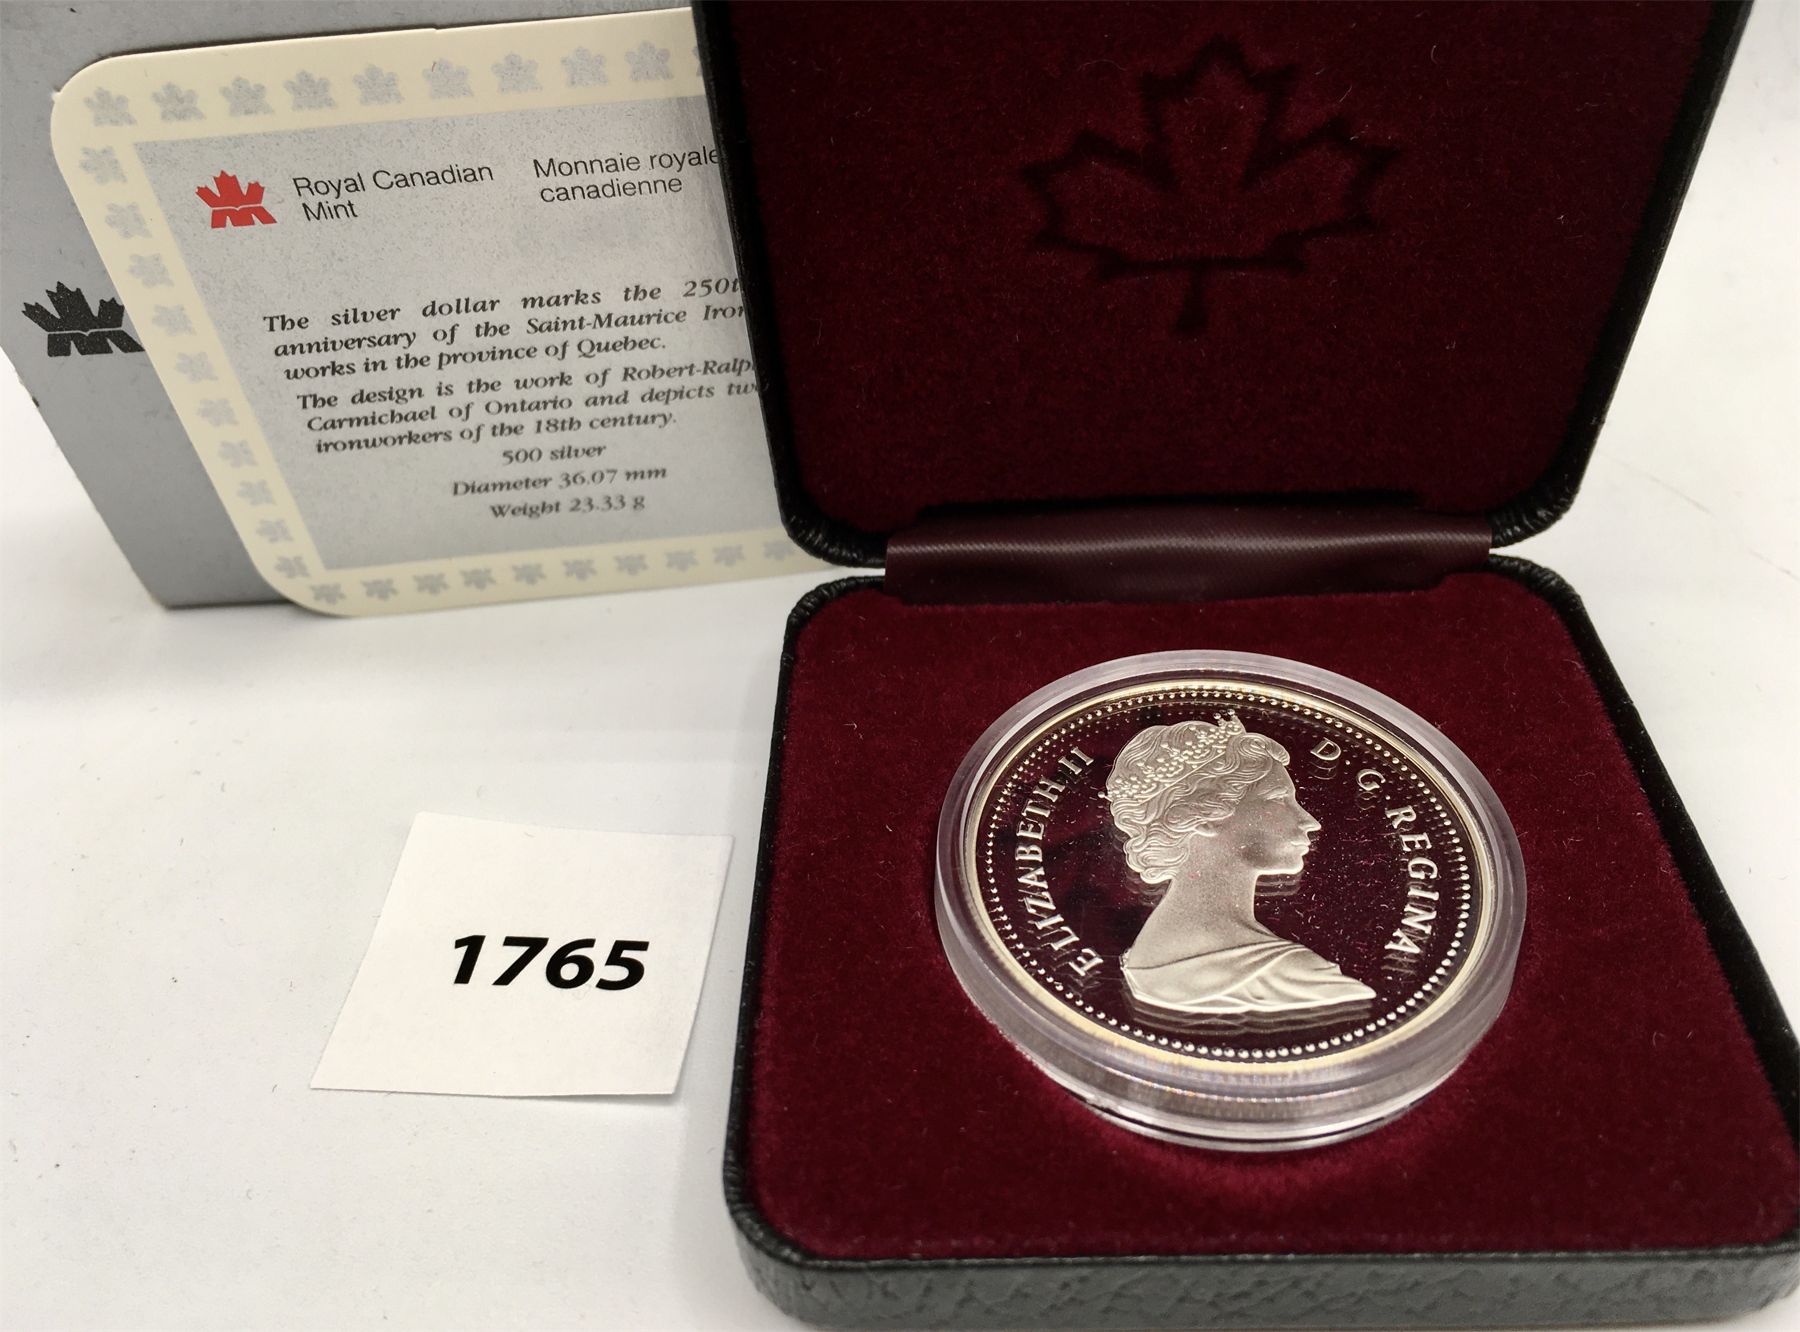 Royal Canadian
Mint
Monnaie royale
canadienne
The silver dollar marks the 250t
anniversary of the Saint-Maurice Iron
works in the province of Quebec.
The design is the work of Robert-Ralp
Carmichael of Ontario and depicts tw
ironworkers of the 18th century.
500 silver
Diameter 36.07 mm
Weight 23.33 g
ELIZABETH II D. G. REGINA
1765